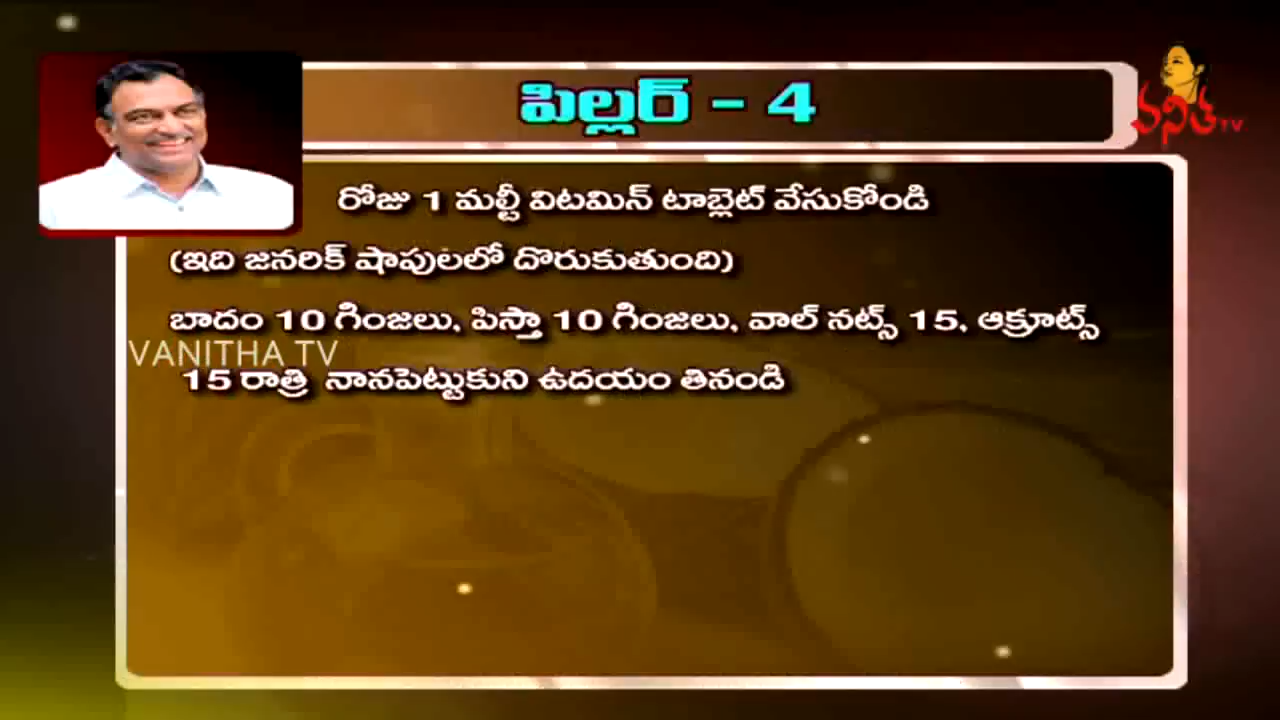 పిల్లర్ - 4
వనిత TV
రోజు 1 మల్టీ విటమిన్ టాబ్లెట్ వేసుకోండి
(ఇది జనరిక్ షాపులలో దొరుకుతుంది)
బాదం 10 గింజలు, పిస్తా 10 గింజలు, వాల్ నట్స్ 15, ఆక్రూట్స్
VANITHA TV
15 రాత్రి నానపెట్టుకుని ఉదయం తినండి